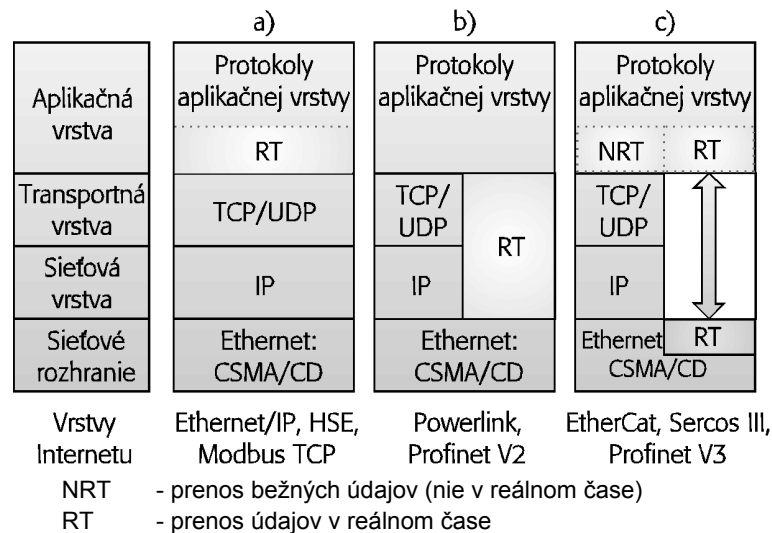 a)
b)
c)
Aplikačná
vrstva
Transportná
vrstva
Sieťová
vrstva
Sieťové
rozhranie
Vrstvy
Internetu
Protokoly
aplikačnej vrstvy
RT
TCP/UDP
IP
Ethernet:
CSMA/CD
Ethernet/IP, HSE,
Modbus TCP
Protokoly
aplikačnej vrstvy
TCP/
UDP
RT
IP
Ethernet:
CSMA/CD
Powerlink,
Profinet V2
Protokoly
aplikačnej vrstvy
NRT
RT
TCP/
UDP
IP
RT
Ethernet
CSMA/CD
EtherCat, Sercos III,
Profinet V3
NRT - prenos bežných údajov (nie v reálnom čase)
RT - prenos údajov v reálnom čase